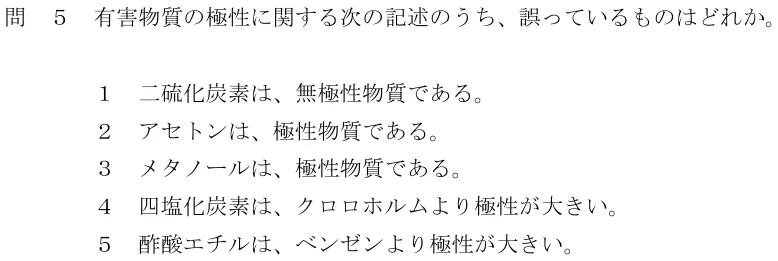 問　５　有害物質の極性に関する次の記述のうち、誤っているものはどれか。
１　二硫化炭素は、無極性物質である。
２　アセトンは、極性物質である。
３　メタノールは、極性物質である。
４　四塩化炭素は、クロロホルムより極性が大きい。
５　酢酸エチルは、ベンゼンより極性が大きい。